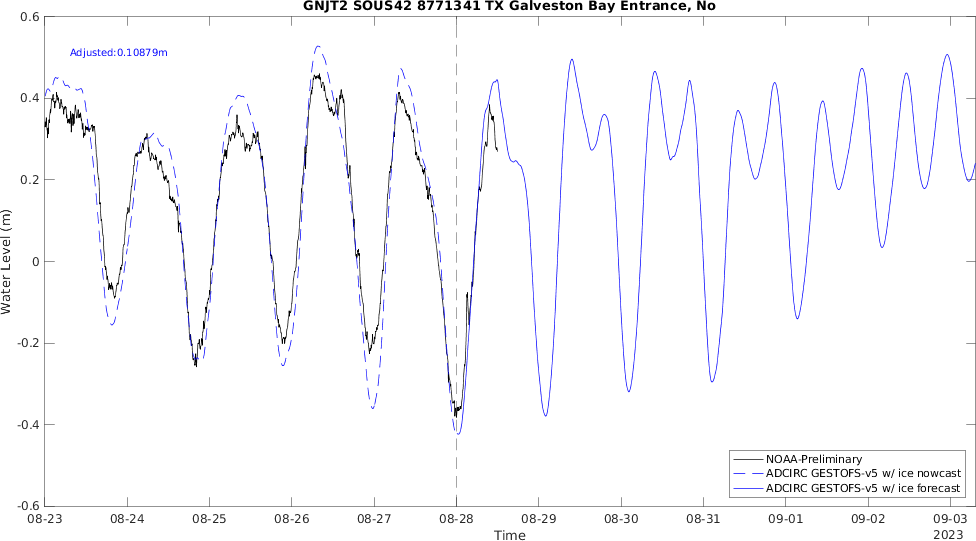 GNJT2 SOUS42 8771341 TX Galveston Bay Entrance, No
Adjusted:0.10879m
Water Level (m)
0.6
0.4
0.2
0
-0.2
-0.4
-0.6
NOAA-Preliminary
ADCIRC GESTOFS-v5 w/ ice nowcast
ADCIRC GESTOFS-v5 w/ ice forecast
08-23 08-24 08-25 08-26 08-27 08-28 08-29 08-30 08-31 09-01 09-02 09-03
Time 2023